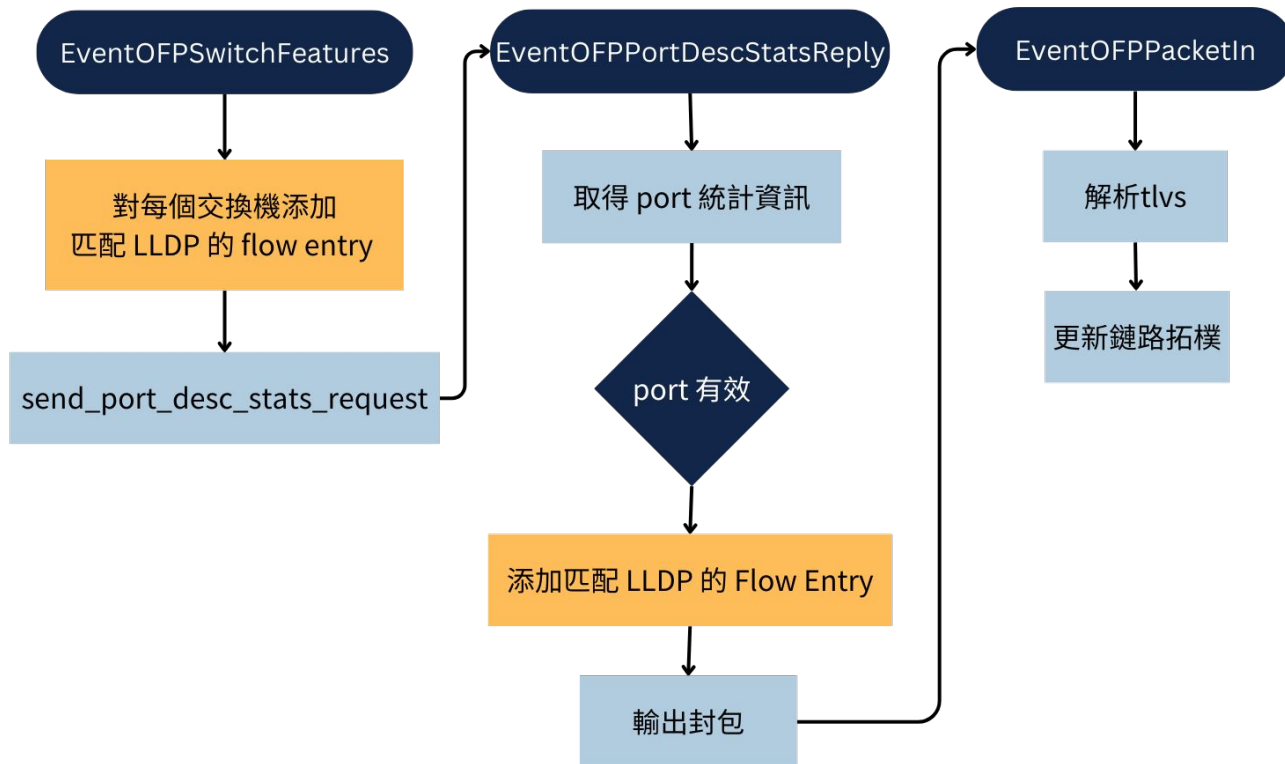 EventOFPSwitchFeatures
對每個交換機添加
匹配 LLDP 的 flow entry
send_port_desc_stats_request
EventOFPPortDescStatsReply
取得 port 統計資訊
port 有效
添加匹配 LLDP 的 Flow Entry
輸出封包
EventOFPPacketIn
解析tlvs
更新鏈路拓樸